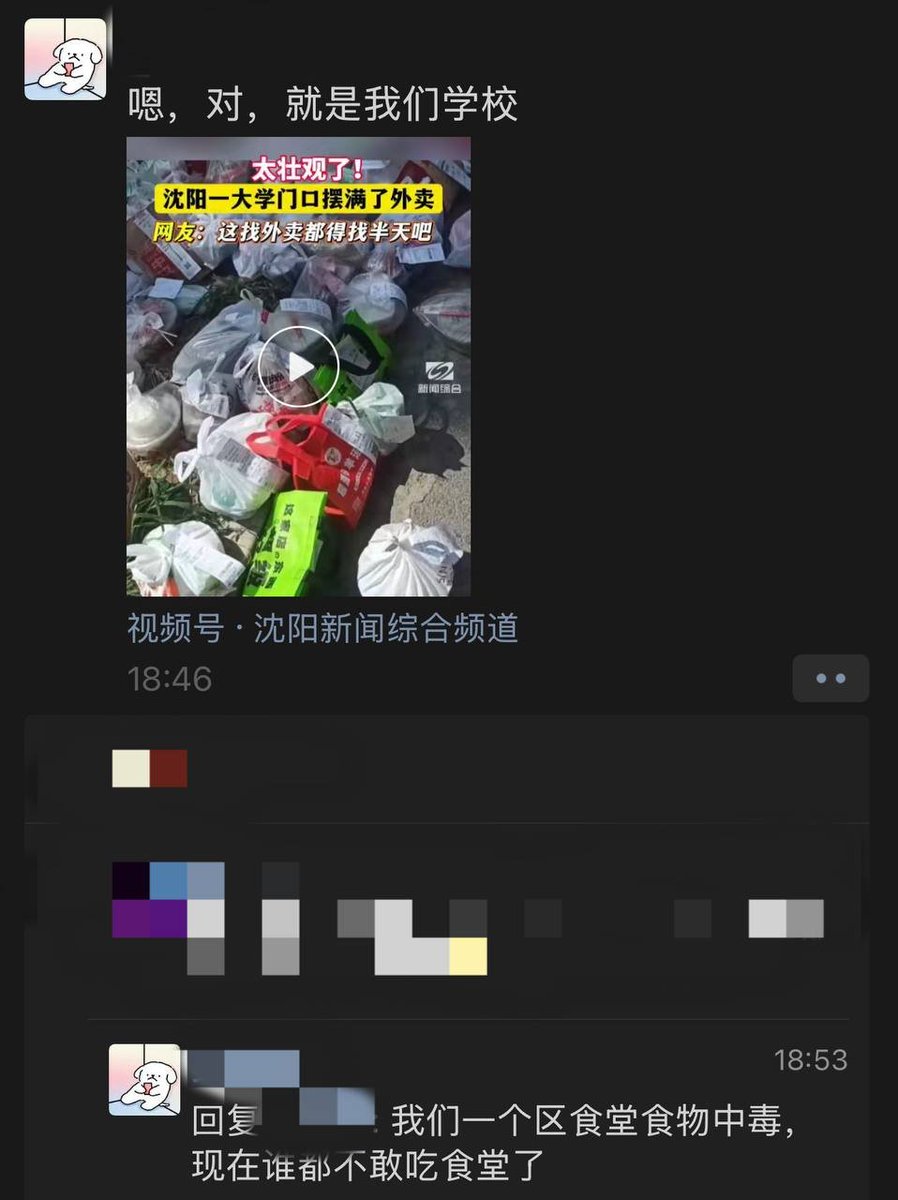 嗯，对，就是我们学校
太壮观了！
沈阳一大学门口摆满了外卖
网友：这找外卖都得找半天吧
新闻综合
这家店
视频号 · 沈阳新闻综合频道
18:46
18:53
回复 : 我们一个区食堂食物中毒，
现在谁都不敢吃食堂了